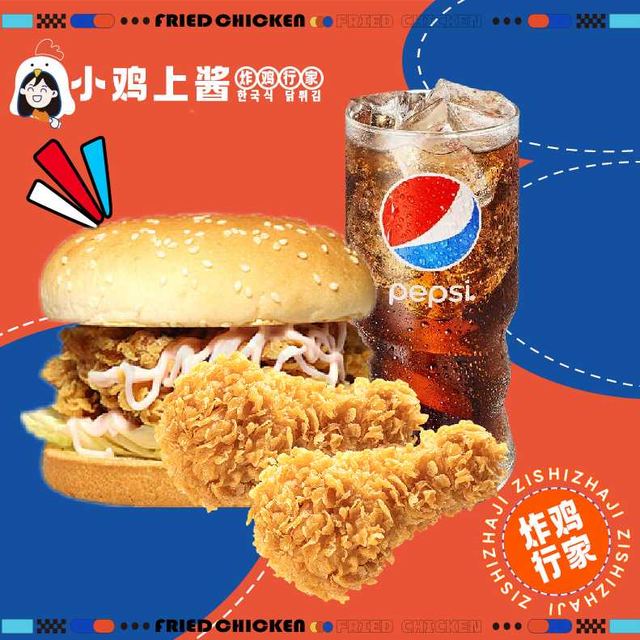 FRIED CHICKEN FRIED CHICKEN
小鸡上酱 炸鸡行家
한국식 닭튀김
pepsi
ZISHIZHAJI ZISHIZHAJI
炸鸡
行家
FRIED CHICKEN FRIED CHICKEN